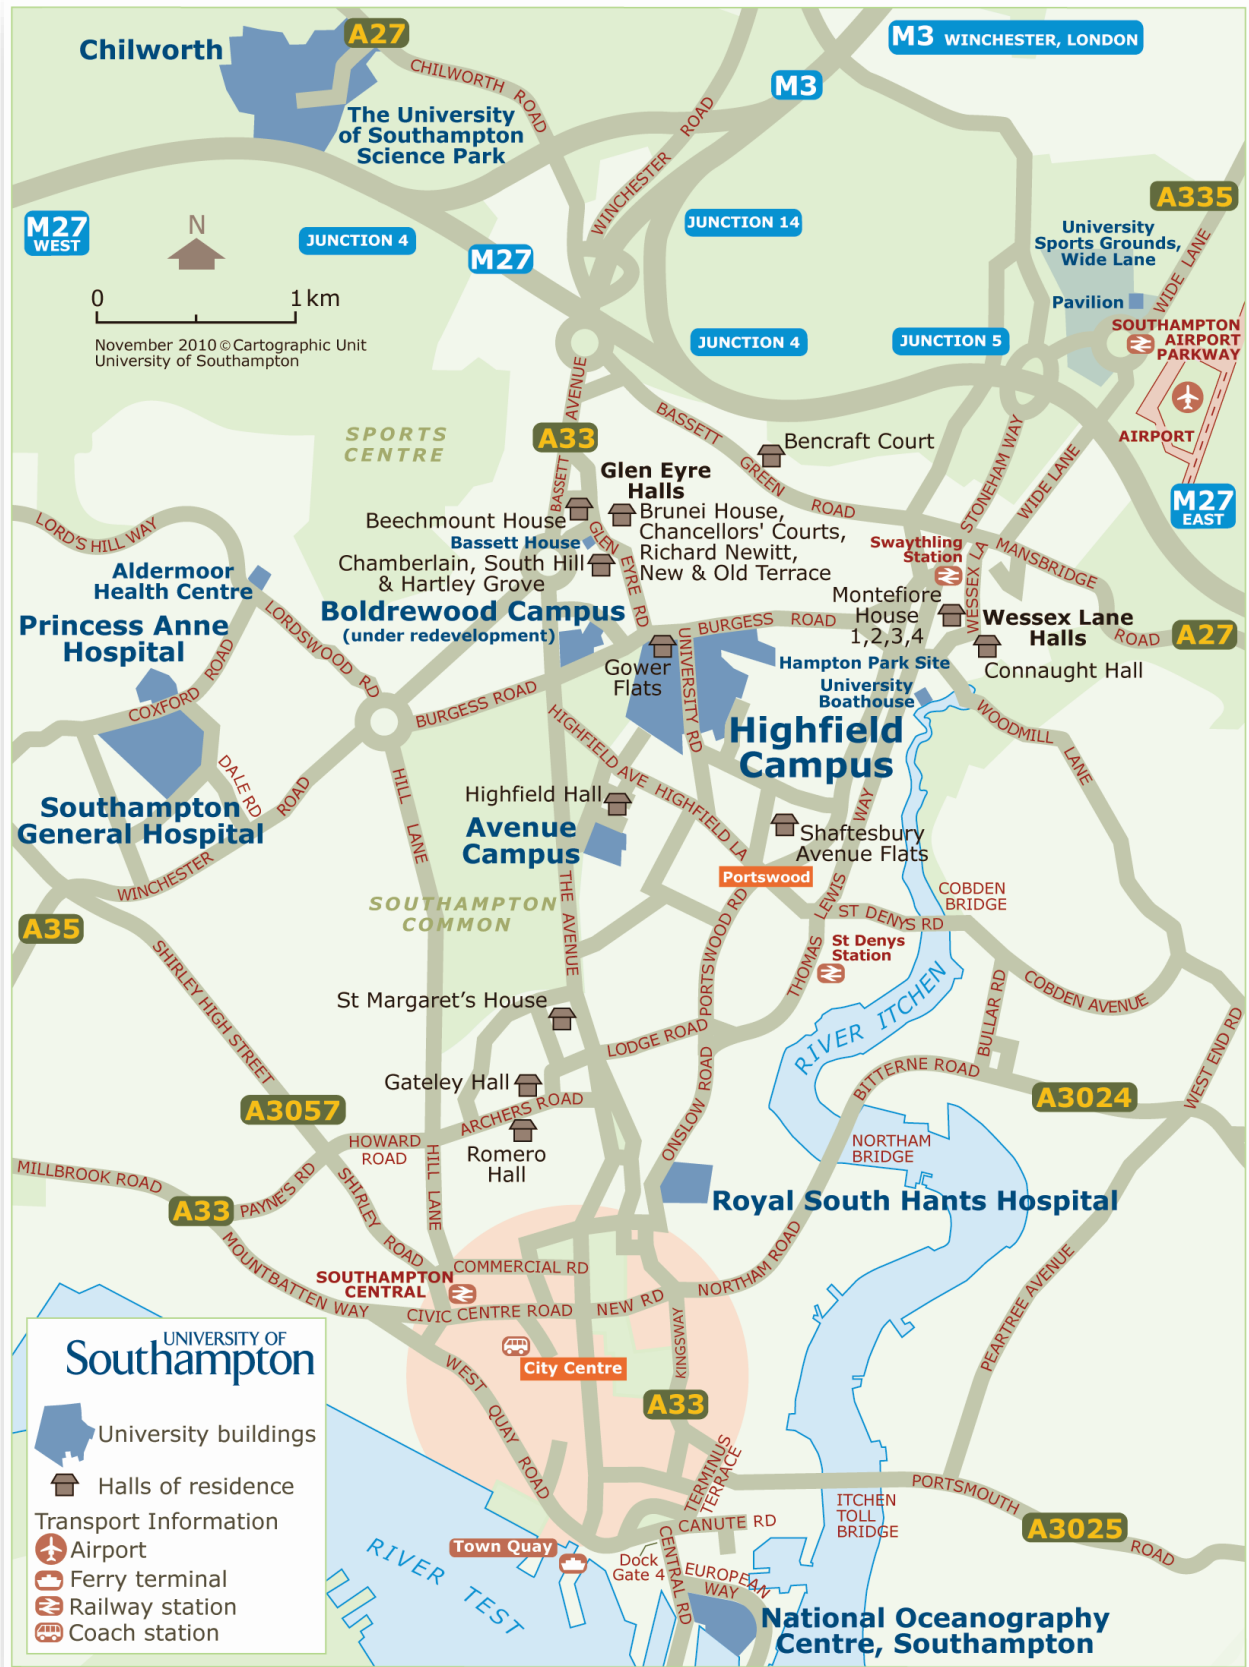 Chilworth
A27
CHILWORTH ROAD
M3 WINCHESTER, LONDON
M3
The University
of Southampton
Science Park
WINCHESTER ROAD
M27
WEST
N
JUNCTION 4
M27
JUNCTION 14
A335
University
Sports Grounds,
Wide Lane
WIDE LANE
Pavilion
0 1 km
November 2010 © Cartographic Unit
University of Southampton
JUNCTION 4
JUNCTION 5
SOUTHAMPTON
AIRPORT
PARKWAY
AIRPORT
M27
EAST
SPORTS
CENTRE
BASSETT AVENUE
A33
BASSETT GREEN ROAD
Bencraft Court
STONEHAM WAY
WIDE LANE
Glen Eyre
Halls
Beechmount House
Brunei House,
Chancellors' Courts,
Richard Newitt,
New & Old Terrace
Bassett House
GLEN EYRE RD
Chamberlain, South Hill
& Hartley Grove
LORD'S HILL WAY
Aldermoor
Health Centre
Swaythling
Station
WESSEX LA
MANSBRIDGE ROAD
A27
Princess Anne
Hospital
LORDSWOOD RD
Boldrewood Campus
(under redevelopment)
Montefiore
House
1,2,3,4
Wessex Lane
Halls
Connaught Hall
BURGESS ROAD
UNIVERSITY RD
Gower
Flats
Hampton Park Site
University
Boathouse
COXFORD ROAD
BURGESS ROAD
Highfield
Campus
WOODMILL LANE
HIGHFIELD AVE
HIGHFIELD LA
DALE RD
HILL LANE
Southampton
General Hospital
WINCHESTER ROAD
Highfield Hall
Avenue
Campus
Shaftesbury
Avenue Flats
Portswood
THOMAS LEWIS WAY
A35
SOUTHAMPTON
COMMON
THE AVENUE
COBDEN
BRIDGE
ST DENYS RD
St Denys
Station
PORTSWOOD RD
SHIRLEY HIGH STREET
St Margaret's House
COBDEN AVENUE
BULLAR RD
RIVER ITCHEN
WEST END RD
LODGE ROAD
BITTERNE ROAD
Gateley Hall
A3057
A3024
ARCHERS ROAD
ONSLOW ROAD
HOWARD
ROAD
Romero
Hall
NORTHAM
BRIDGE
MILLBROOK ROAD
A33
PAYNE'S RD
SHIRLEY ROAD
HILL LANE
Royal South Hants Hospital
MOUNTBATTEN WAY
SOUTHAMPTON
CENTRAL
COMMERCIAL RD
CIVIC CENTRE ROAD
NEW RD
NORTHAM ROAD
PEARTREE AVENUE
KINGSWAY
City Centre
A33
WEST QUAY ROAD
TERMINUS
TERRACE
PORTSMOUTH ROAD
ITCHEN
TOLL
BRIDGE
A3025
CANUTE RD
Town Quay
Dock
Gate 4
CENTRAL RD
EUROPEAN
WAY
RIVER TEST
National Oceanography
Centre, Southampton
UNIVERSITY OF
Southampton
University buildings
Halls of residence
Transport Information
Airport
Ferry terminal
Railway station
Coach station